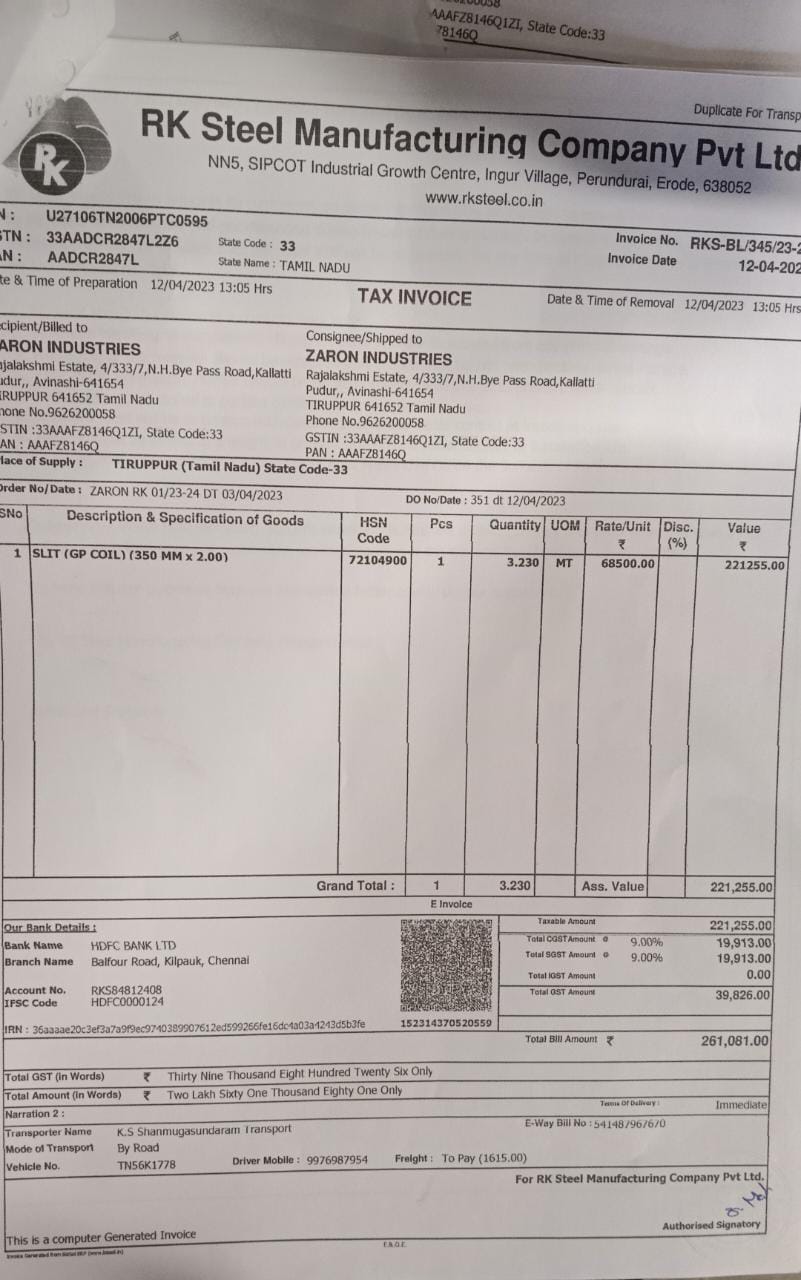 AAAFZ8146Q1ZI, State Code:33
78146Q
Duplicate For Transp
RK
RK Steel Manufacturing Company Pvt Ltd
NN5, SIPCOT Industrial Growth Centre, Ingur Village, Perundurai, Erode, 638052
www.rksteel.co.in
N : U27106TN2006PTC0595
STN : 33AADCR2847L2Z6 State Code : 33 Invoice No. RKS-BL/345/23-2
AN : AADCR2847L State Name : TAMIL NADU Invoice Date 12-04-202
te & Time of Preparation 12/04/2023 13:05 Hrs TAX INVOICE Date & Time of Removal 12/04/2023 13:05 Hrs
cipient/Billed to
ZARON INDUSTRIES
ajalakshmi Estate, 4/333/7,N.H.Bye Pass Road,Kallatti
udur,, Avinashi-641654
IRUPPUR 641652 Tamil Nadu
hone No.9626200058
STIN :33AAAFZ8146Q1ZI, State Code:33
AN : AAAFZ8146Q
Consignee/Shipped to
ZARON INDUSTRIES
Rajalakshmi Estate, 4/333/7,N.H.Bye Pass Road,Kallatti
Pudur,, Avinashi-641654
TIRUPPUR 641652 Tamil Nadu
Phone No.9626200058
GSTIN :33AAAFZ8146Q1ZI, State Code:33
PAN : AAAFZ8146Q
lace of Supply : TIRUPPUR (Tamil Nadu) State Code-33
Order No/Date : ZARON RK 01/23-24 DT 03/04/2023 DO No/Date : 351 dt 12/04/2023
SNo Description & Specification of Goods HSN Code Pcs Quantity UOM Rate/Unit ₹ Disc. (%) Value ₹
1 SLIT (GP COIL) (350 MM x 2.00) 72104900 1 3.230 MT 68500.00 221255.00
Grand Total : 1 3.230 Ass. Value 221,255.00
E Invoice
Our Bank Details :
Bank Name HDFC BANK LTD
Branch Name Balfour Road, Kilpauk, Chennai
Account No. RKS84812408
IFSC Code HDFC0000124
IRN : 36aaaae20c3ef3a7a9f9ec9740389907612ed599266fe16dc4a03a4243d5b3fe
152314370520559
Taxable Amount 221,255.00
Total CGST Amount @ 9.00% 19,913.00
Total SGST Amount @ 9.00% 19,913.00
Total IGST Amount 0.00
Total GST Amount 39,826.00
Total Bill Amount ₹ 261,081.00
Total GST (in Words) ₹ Thirty Nine Thousand Eight Hundred Twenty Six Only
Total Amount (in Words) ₹ Two Lakh Sixty One Thousand Eighty One Only
Narration 2 : Terms Of Delivery : Immediate
Transporter Name K.S Shanmugasundaram Transport E-Way Bill No : 541487967670
Mode of Transport By Road
Vehicle No. TN56K1778 Driver Mobile : 9976987954 Freight : To Pay (1615.00)
For RK Steel Manufacturing Company Pvt Ltd.
Authorised Signatory
This is a computer Generated Invoice
E.&.O.E.